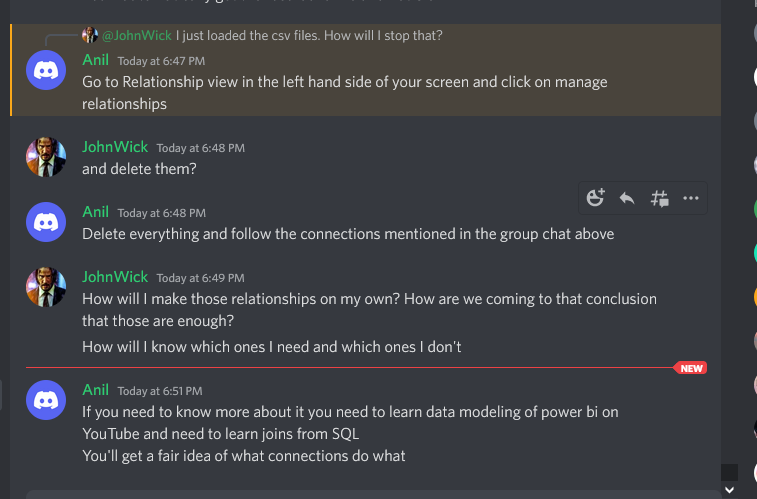 @JohnWick I just loaded the csv files. How will I stop that?
Anil Today at 6:47 PM
Go to Relationship view in the left hand side of your screen and click on manage
relationships
JohnWick Today at 6:48 PM
and delete them?
Anil Today at 6:48 PM
Delete everything and follow the connections mentioned in the group chat above
JohnWick Today at 6:49 PM
How will I make those relationships on my own? How are we coming to that conclusion
that those are enough?
How will I know which ones I need and which ones I don't
NEW
Anil Today at 6:51 PM
If you need to know more about it you need to learn data modeling of power bi on
YouTube and need to learn joins from SQL
You'll get a fair idea of what connections do what